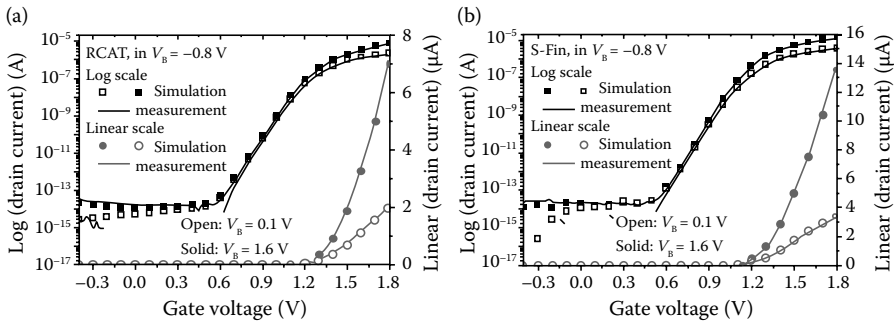 (a)
Log (drain current) (A)
10⁻⁵
10⁻⁷
10⁻⁹
10⁻¹¹
10⁻¹³
10⁻¹⁵
10⁻¹⁷
RCAT, in V_B = −0.8 V
Log scale
Simulation
measurement
Linear scale
Simulation
measurement
Open: V_B = 0.1 V
Solid: V_B = 1.6 V
8
7
6
5
4
3
2
1
0
Linear (drain current) (μA)
−0.3 0.0 0.3 0.6 0.9 1.2 1.5 1.8
Gate voltage (V)
(b)
Log (drain current) (A)
10⁻⁵
10⁻⁷
10⁻⁹
10⁻¹¹
10⁻¹³
10⁻¹⁵
10⁻¹⁷
S-Fin, in V_B = −0.8 V
Log scale
Simulation
measurement
Linear scale
Simulation
measurement
Open: V_B = 0.1 V
Solid: V_B = 1.6 V
16
14
12
10
8
6
4
2
0
Linear (drain current) (μA)
−0.3 0.0 0.3 0.6 0.9 1.2 1.5 1.8
Gate voltage (V)